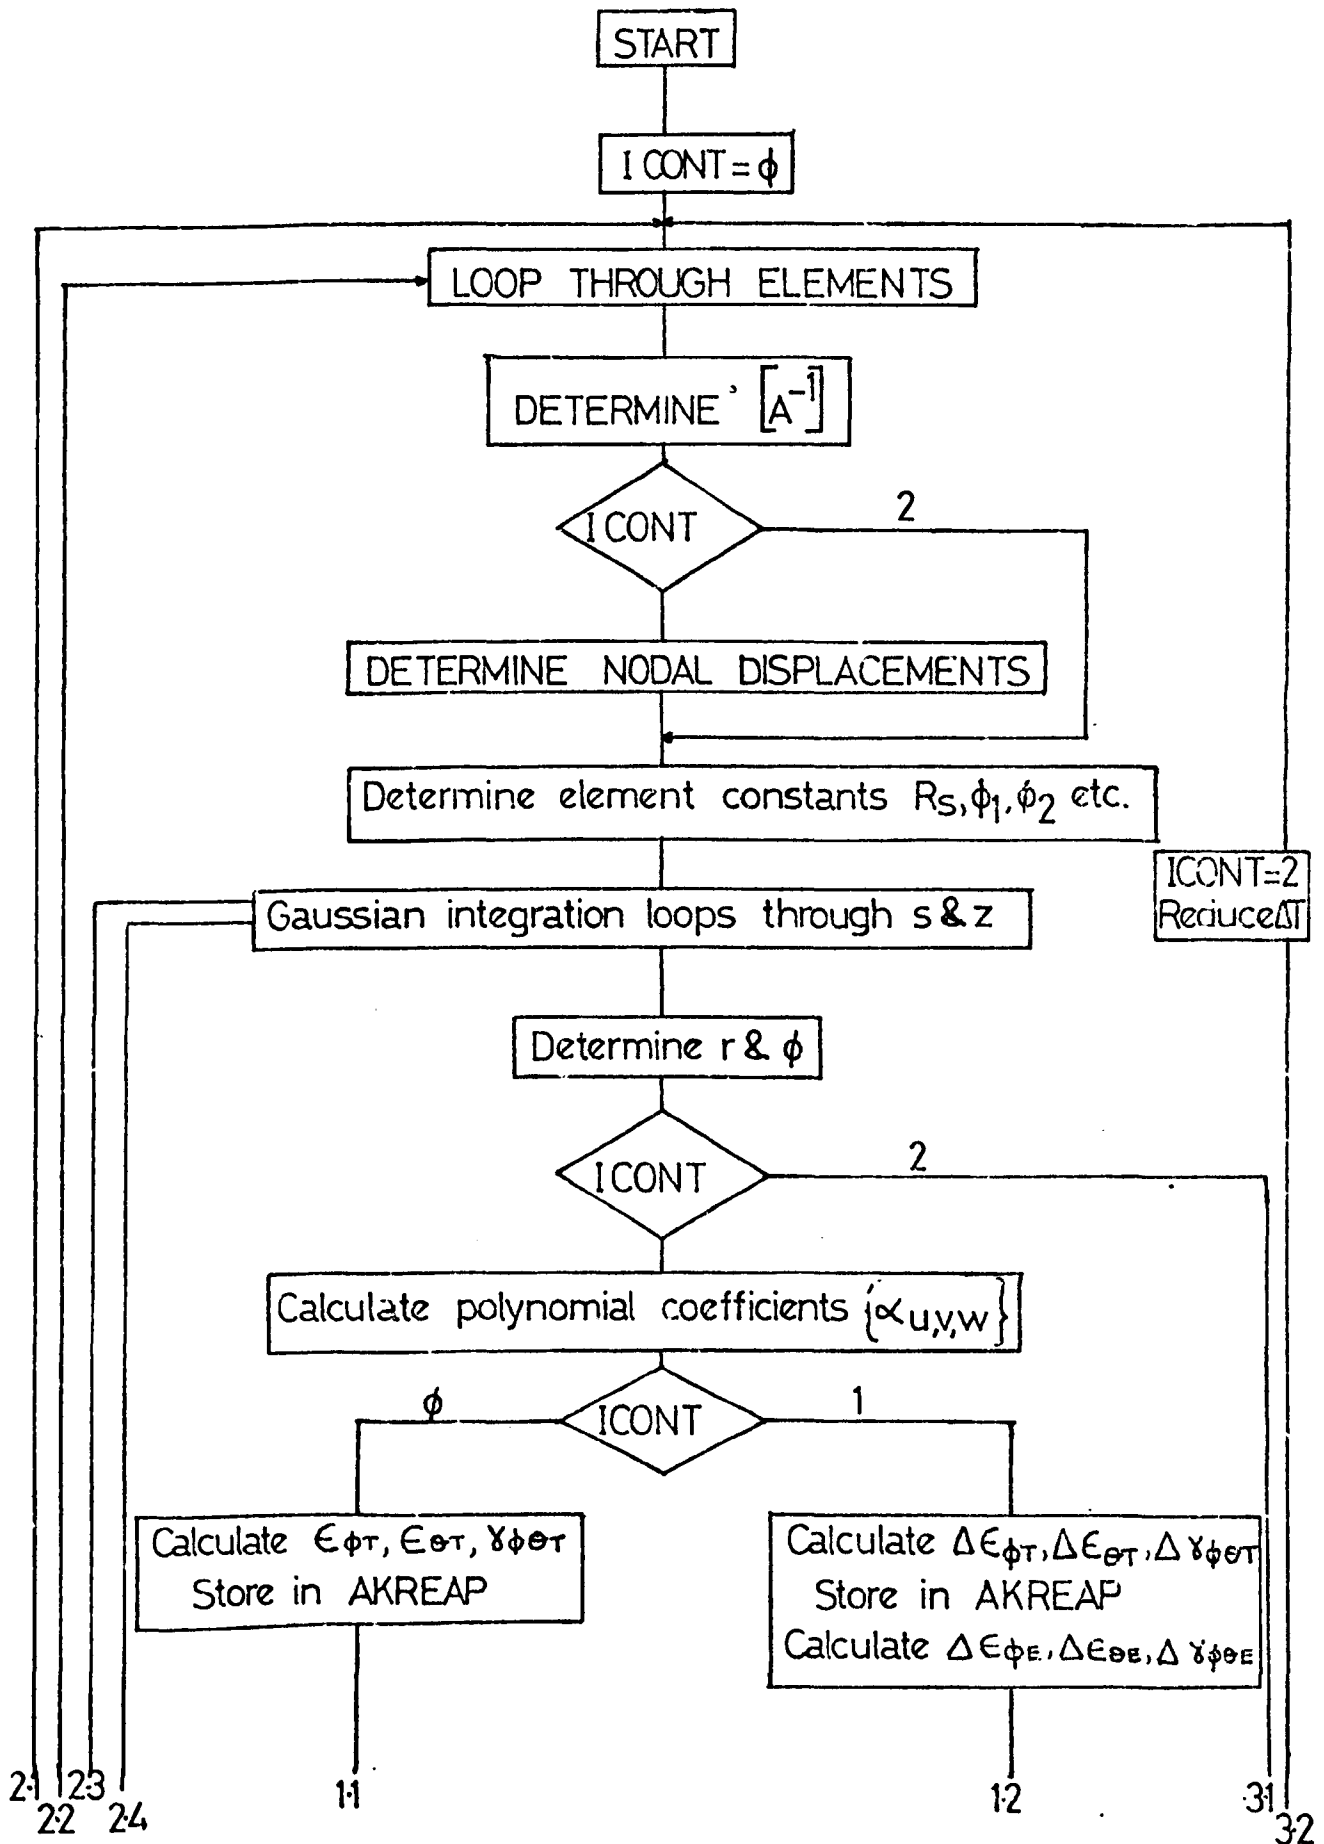 START
I CONT = ϕ
LOOP THROUGH ELEMENTS
DETERMINE [A⁻¹]
I CONT
2
DETERMINE NODAL DISPLACEMENTS
Determine element constants Rs, ϕ1, ϕ2 etc.
ICONT=2
Reduce ΔT
Gaussian integration loops through s & z
Determine r & ϕ
I CONT
2
Calculate polynomial coefficients {αu,v,w}
ϕ
ICONT
1
Calculate ϵϕT, ϵθT, γϕθT
Store in AKREAP
Calculate ΔϵϕT, ΔϵθT, ΔγϕθT
Store in AKREAP
Calculate ΔϵϕE, ΔϵθE, ΔγϕθE
2·1
2·2
2·3
2·4
1·1
1·2
3·1
3·2